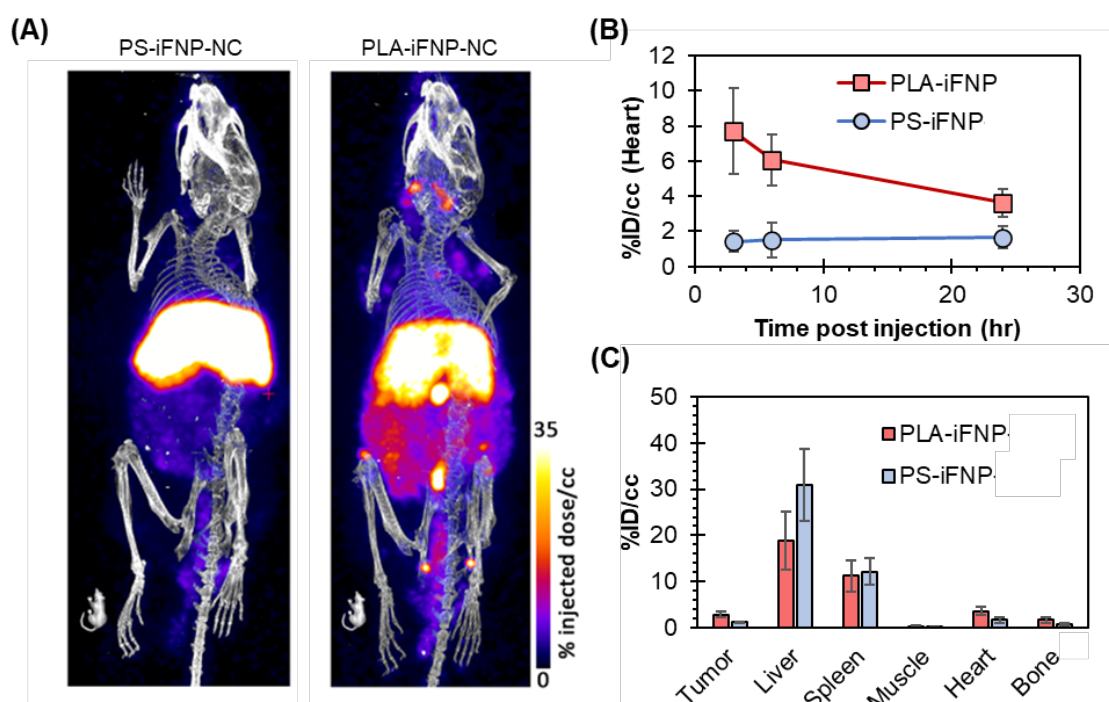 (A)
PS-iFNP-NC
PLA-iFNP-NC
35
% injected dose/cc
0
(B)
12
10
8
6
4
2
0
%ID/cc (Heart)
PLA-iFNP
PS-iFNP
0
10
20
30
Time post injection (hr)
(C)
50
40
30
20
10
0
%ID/cc
PLA-iFNP-
PS-iFNP-
Tumor
Liver
Spleen
Muscle
Heart
Bone